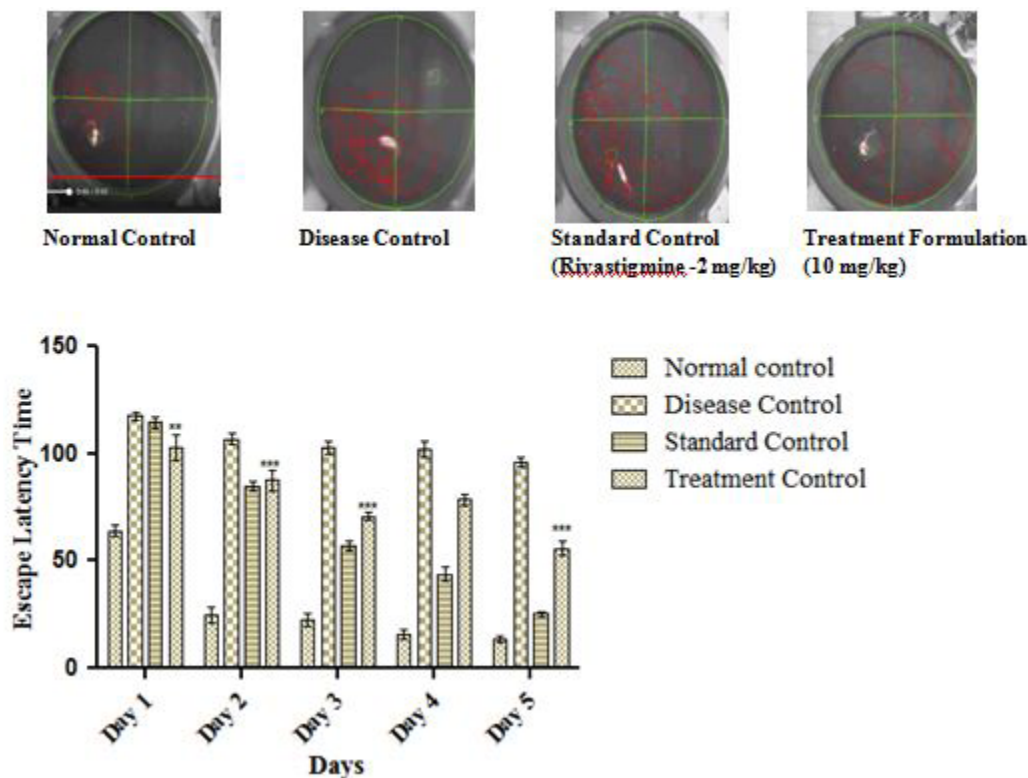 Normal Control
Disease Control
Standard Control
(Rivastigmine -2 mg/kg)
Treatment Formulation
(10 mg/kg)
150
100
50
0
Escape Latency Time
**
***
***
***
Day 1
Day 2
Day 3
Day 4
Day 5
Days
Normal control
Disease Control
Standard Control
Treatment Control